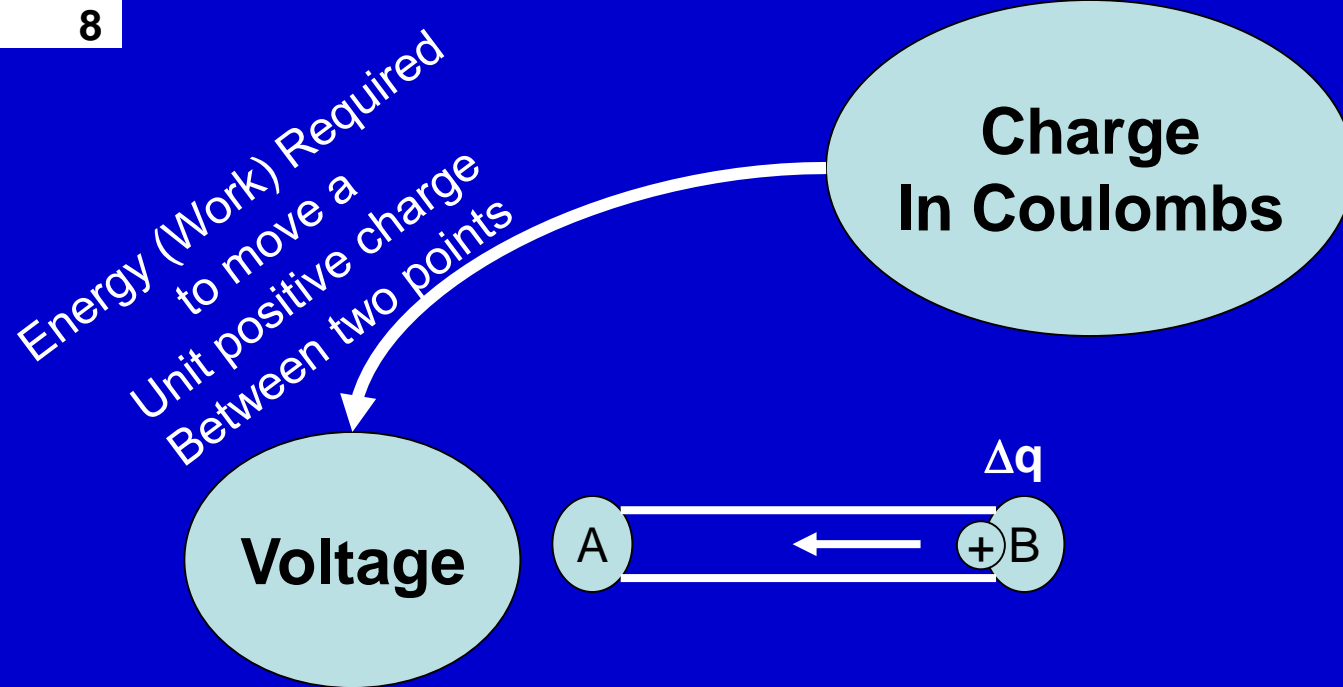 8
Energy (Work) Required
to move a
Unit positive charge
Between two points
Charge
In Coulombs
Voltage
Δq
A
+
B